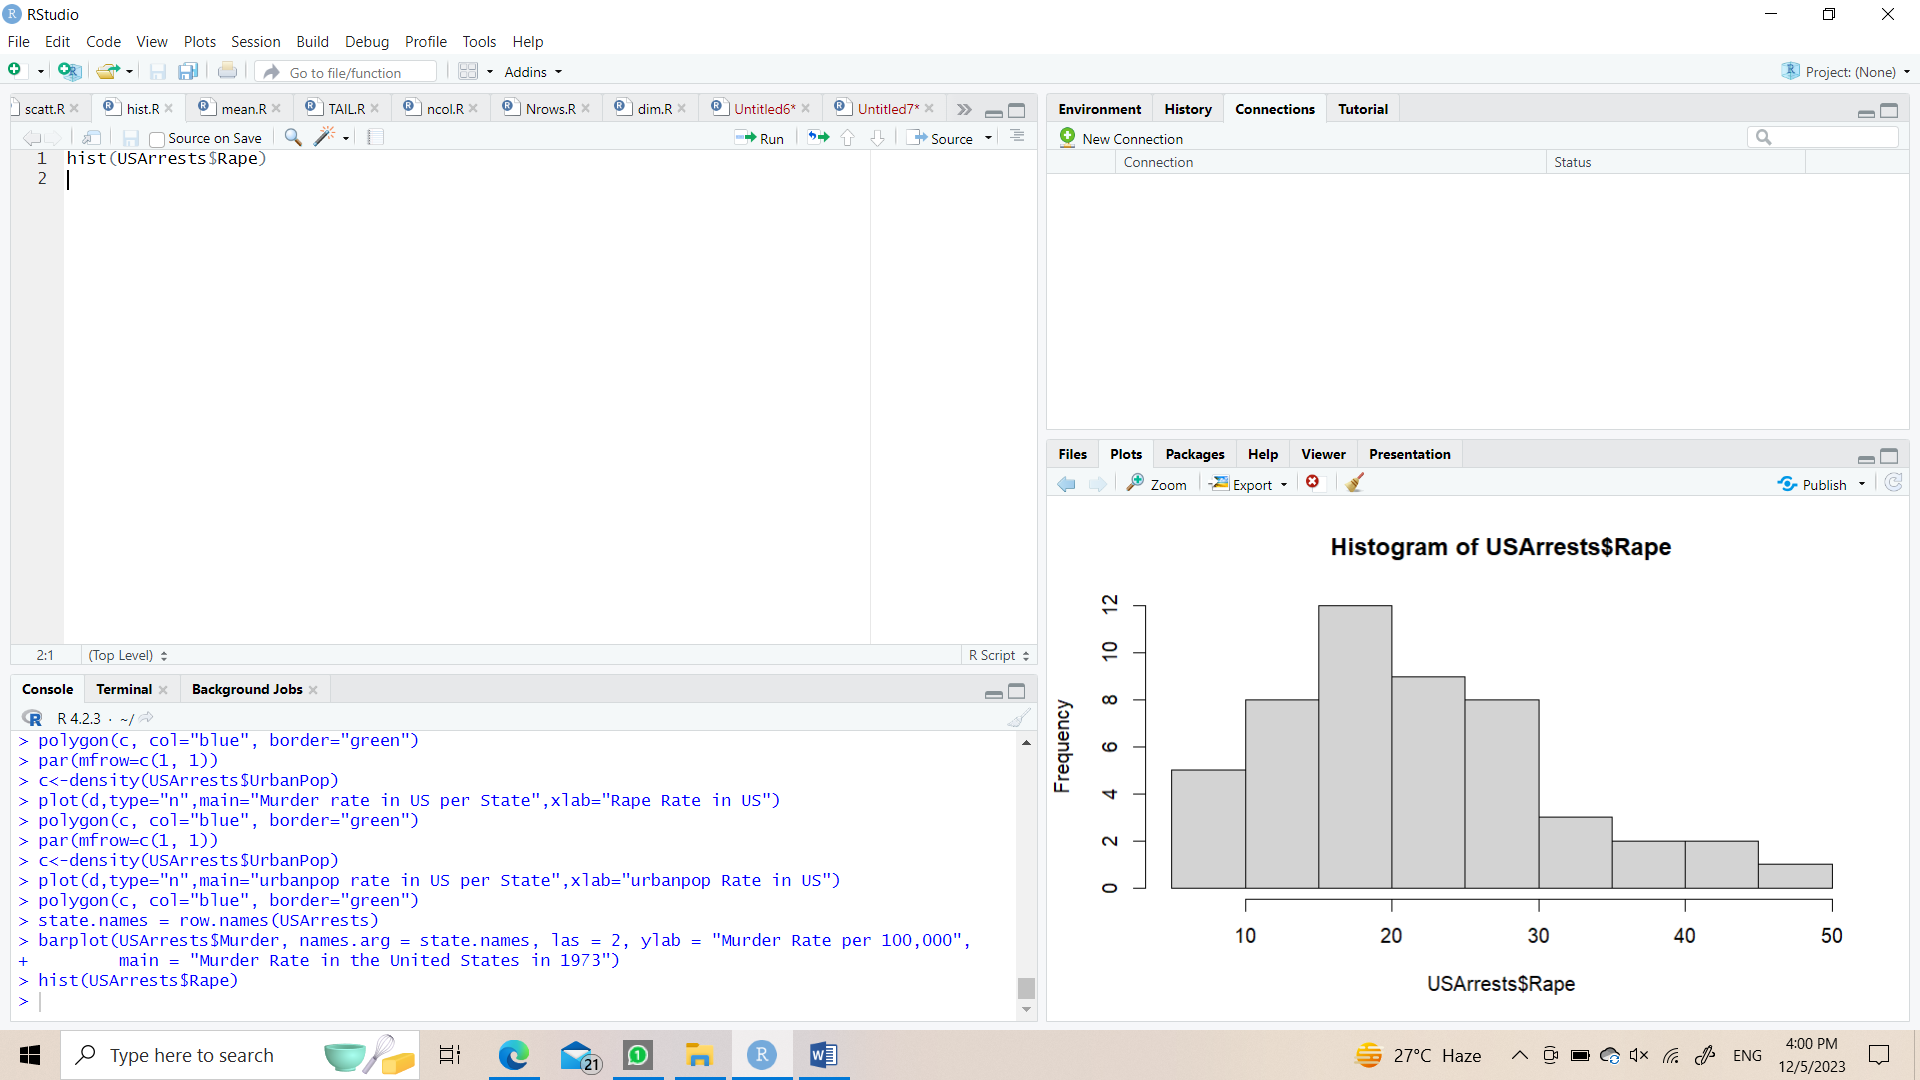 RStudio
File Edit Code View Plots Session Build Debug Profile Tools Help
Go to file/function Addins Project: (None)
scatt.R hist.R mean.R TAIL.R ncol.R Nrows.R dim.R Untitled6* Untitled7*
Source on Save Run Source
1 hist(USArrests$Rape)
2
2:1 (Top Level) R Script
Console Terminal Background Jobs
R 4.2.3 · ~/
> polygon(c, col="blue", border="green")
> par(mfrow=c(1, 1))
> c<-density(USArrests$UrbanPop)
> plot(d,type="n",main="Murder rate in US per State",xlab="Rape Rate in US")
> polygon(c, col="blue", border="green")
> par(mfrow=c(1, 1))
> c<-density(USArrests$UrbanPop)
> plot(d,type="n",main="urbanpop rate in US per State",xlab="urbanpop Rate in US")
> polygon(c, col="blue", border="green")
> state.names = row.names(USArrests)
> barplot(USArrests$Murder, names.arg = state.names, las = 2, ylab = "Murder Rate per 100,000",
+ main = "Murder Rate in the United States in 1973")
> hist(USArrests$Rape)
>
Environment History Connections Tutorial
New Connection
Connection Status
Files Plots Packages Help Viewer Presentation
Zoom Export Publish
Histogram of USArrests$Rape
Frequency
12
10
8
6
4
2
0
10 20 30 40 50
USArrests$Rape
Type here to search
21
1
27°C Haze
ENG
4:00 PM
12/5/2023